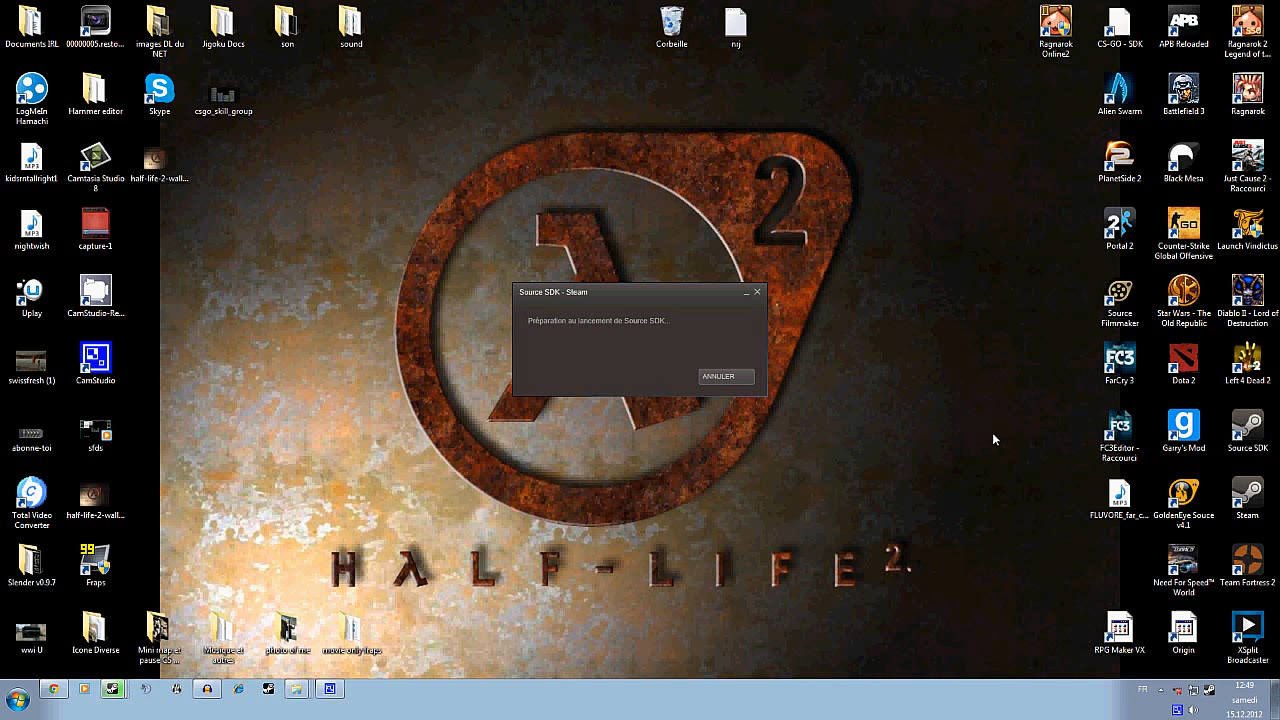 Documents IRL
00000005.resto...
images DL du
NET
Jigoku Docs
son
sound
Corbeille
nrj
Ragnarok
Online2
CS-GO - SDK
APB Reloaded
Ragnarok 2
Legend of t...
LogMeIn
Hamachi
Hammer editor
Skype
csgo_skill_group
Alien Swarm
Battlefield 3
Ragnarok
kidsrntallright1
Camtasia Studio
8
half-life-2-wall...
PlanetSide 2
Black Mesa
Just Cause 2 -
Raccourci
nightwish
capture-1
Portal 2
Counter-Strike
Global Offensive
Launch Vindictus
Uplay
CamStudio-Re...
Source
Filmmaker
Star Wars - The
Old Republic
Diablo II - Lord of
Destruction
Source SDK - Steam
Préparation au lancement de Source SDK...
ANNULER
swissfresh (1)
CamStudio
FarCry 3
Dota 2
Left 4 Dead 2
abonne-toi
sfds
FC3Editor -
Raccourci
Garry's Mod
Source SDK
Total Video
Converter
half-life-2-wall...
FLUVORE_far_c...
GoldenEye Souce
v4.1
Steam
Slender v0.9.7
Fraps
Need For Speed™
World
Team Fortress 2
HλLF-LIFE2.
wwi U
Icone Diverse
Mini map et
pause CS ...
Musique et
autres
photo of me
movie only fraps
RPG Maker VX
Origin
XSplit
Broadcaster
FR
12:49
samedi
15.12.2012